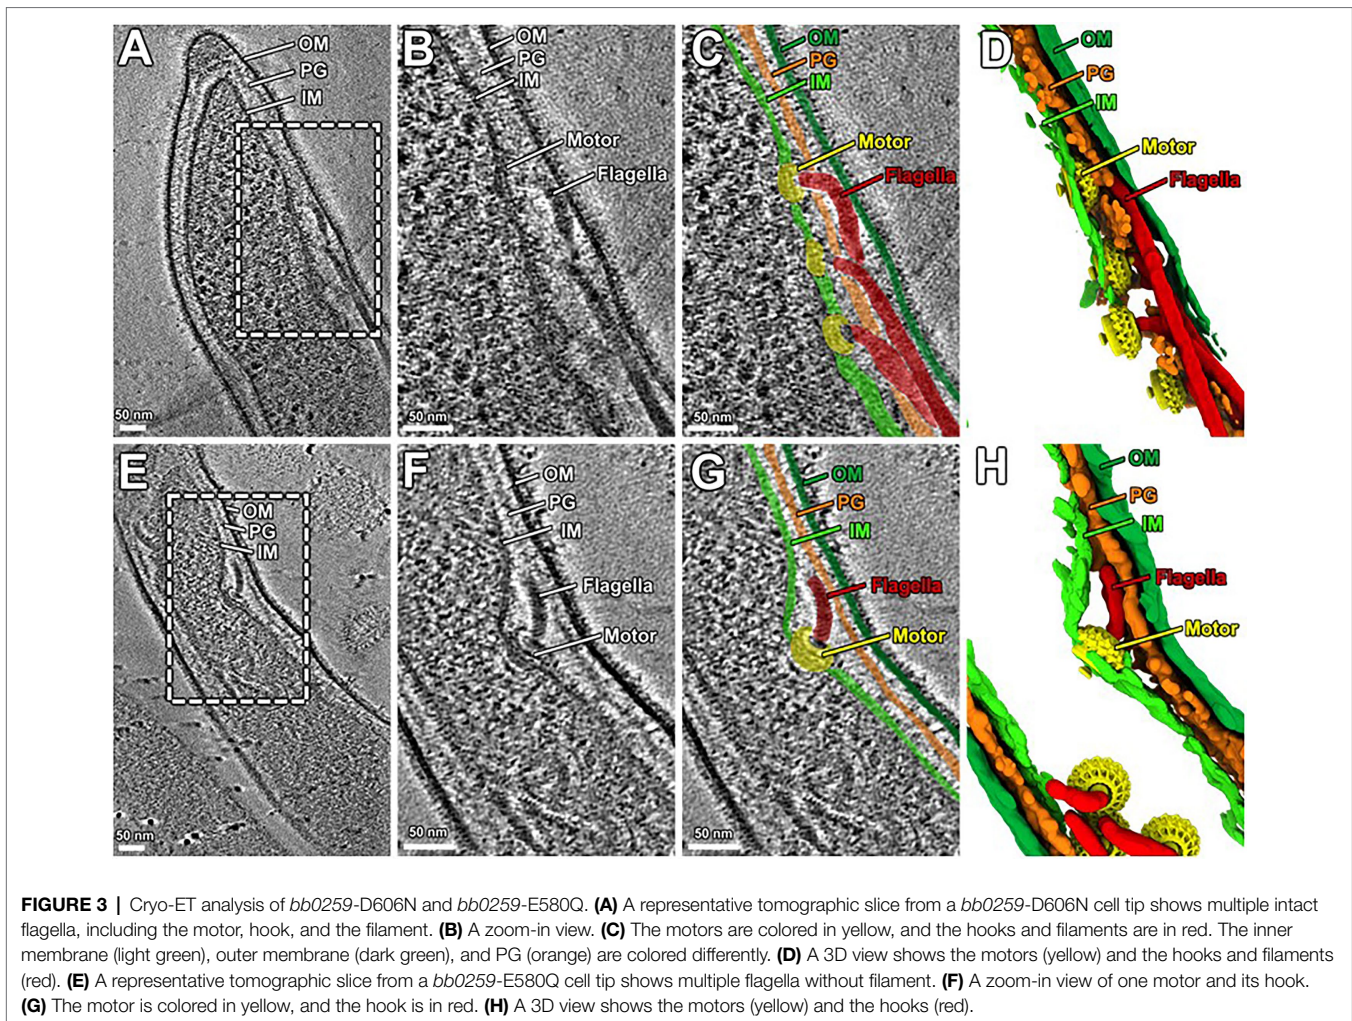 A
OM
PG
IM
50 nm
B
OM
PG
IM
Motor
Flagella
50 nm
C
OM
PG
IM
Motor
Flagella
50 nm
D
OM
PG
IM
Motor
Flagella
E
OM
PG
IM
50 nm
F
OM
PG
IM
Flagella
Motor
50 nm
G
OM
PG
IM
Flagella
Motor
50 nm
H
OM
PG
IM
Flagella
Motor
FIGURE 3 | Cryo-ET analysis of bb0259-D606N and bb0259-E580Q. (A) A representative tomographic slice from a bb0259-D606N cell tip shows multiple intact
flagella, including the motor, hook, and the filament. (B) A zoom-in view. (C) The motors are colored in yellow, and the hooks and filaments are in red. The inner
membrane (light green), outer membrane (dark green), and PG (orange) are colored differently. (D) A 3D view shows the motors (yellow) and the hooks and filaments
(red). (E) A representative tomographic slice from a bb0259-E580Q cell tip shows multiple flagella without filament. (F) A zoom-in view of one motor and its hook.
(G) The motor is colored in yellow, and the hook is in red. (H) A 3D view shows the motors (yellow) and the hooks (red).